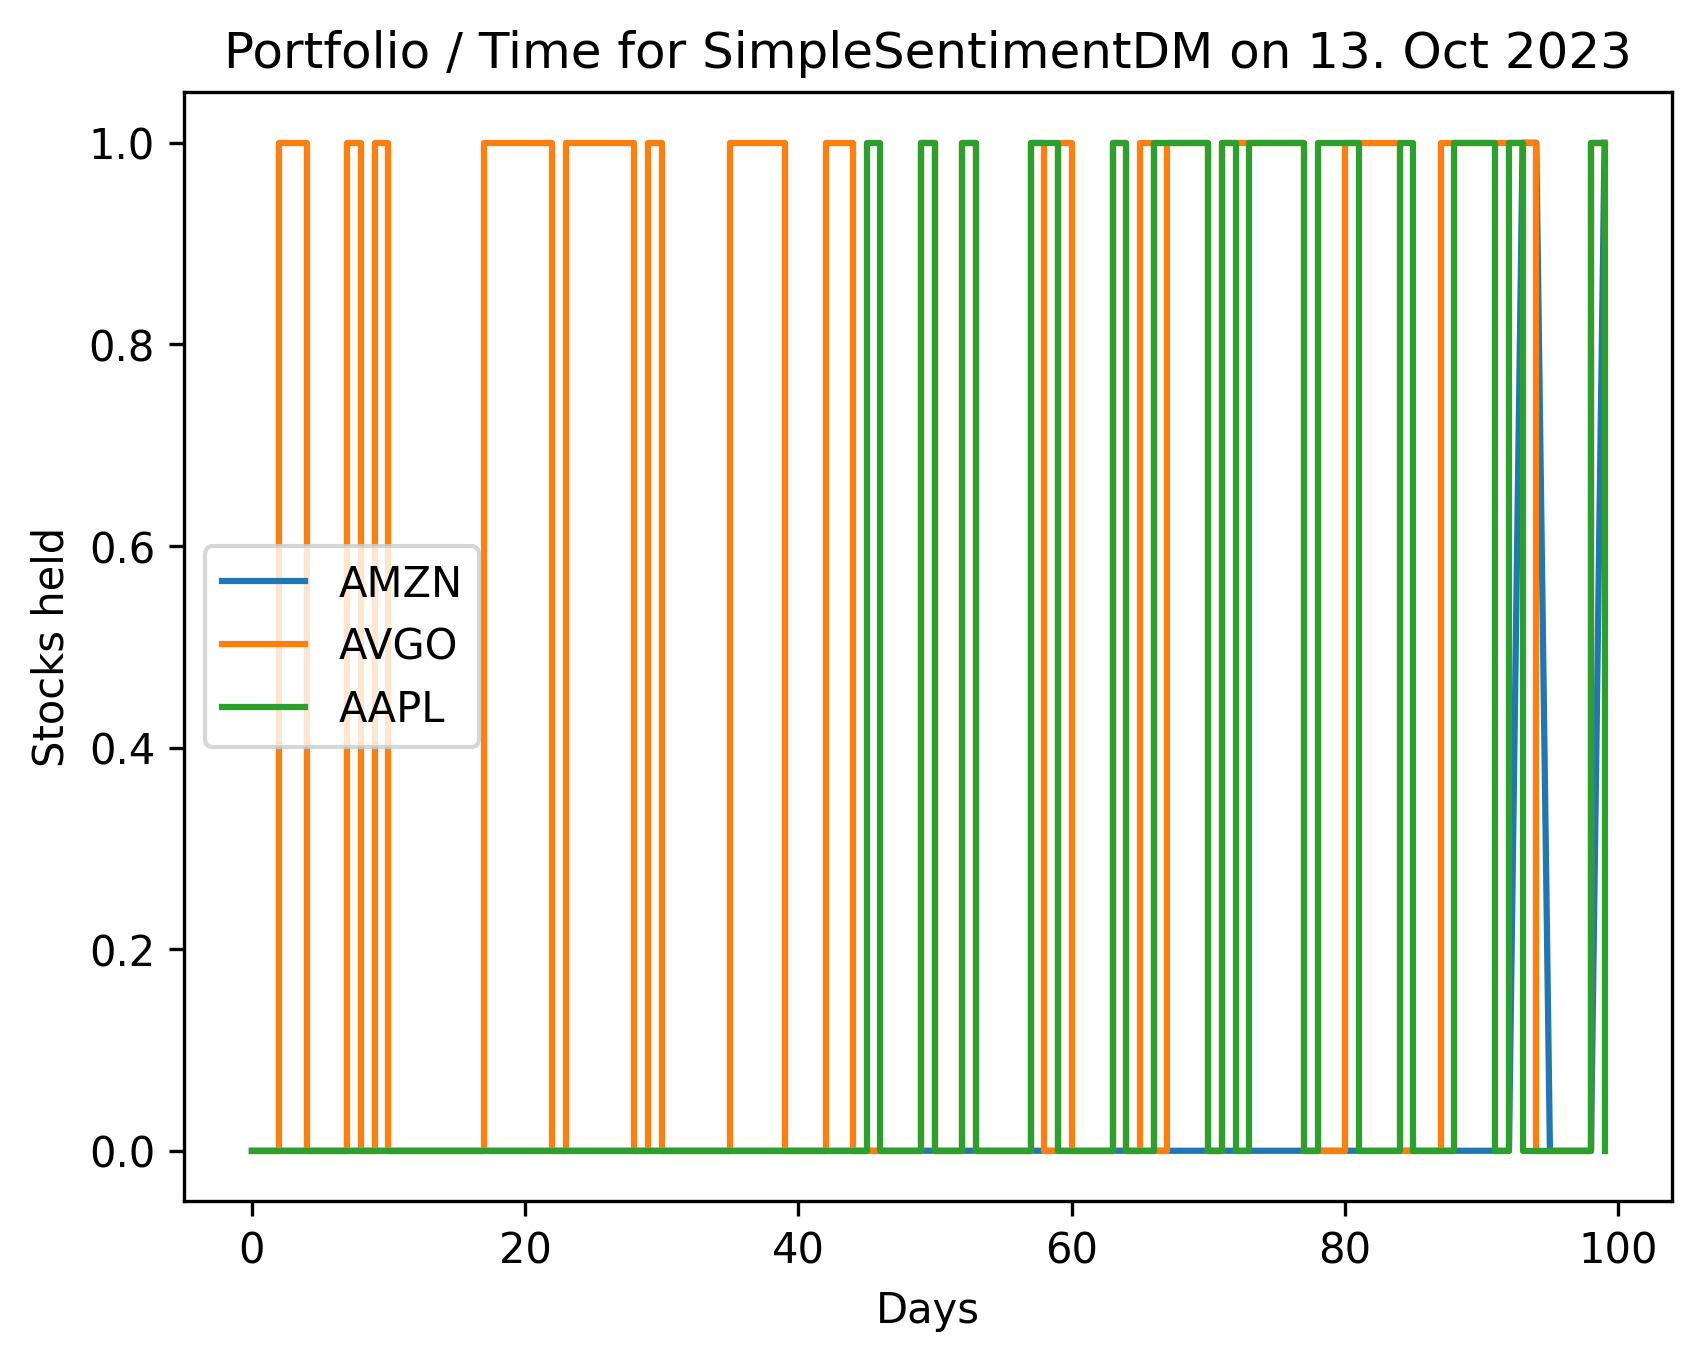 Portfolio / Time for SimpleSentimentDM on 13. Oct 2023
Stocks held
1.0
0.8
0.6
0.4
0.2
0.0
AMZN
AVGO
AAPL
0 20 40 60 80 100
Days